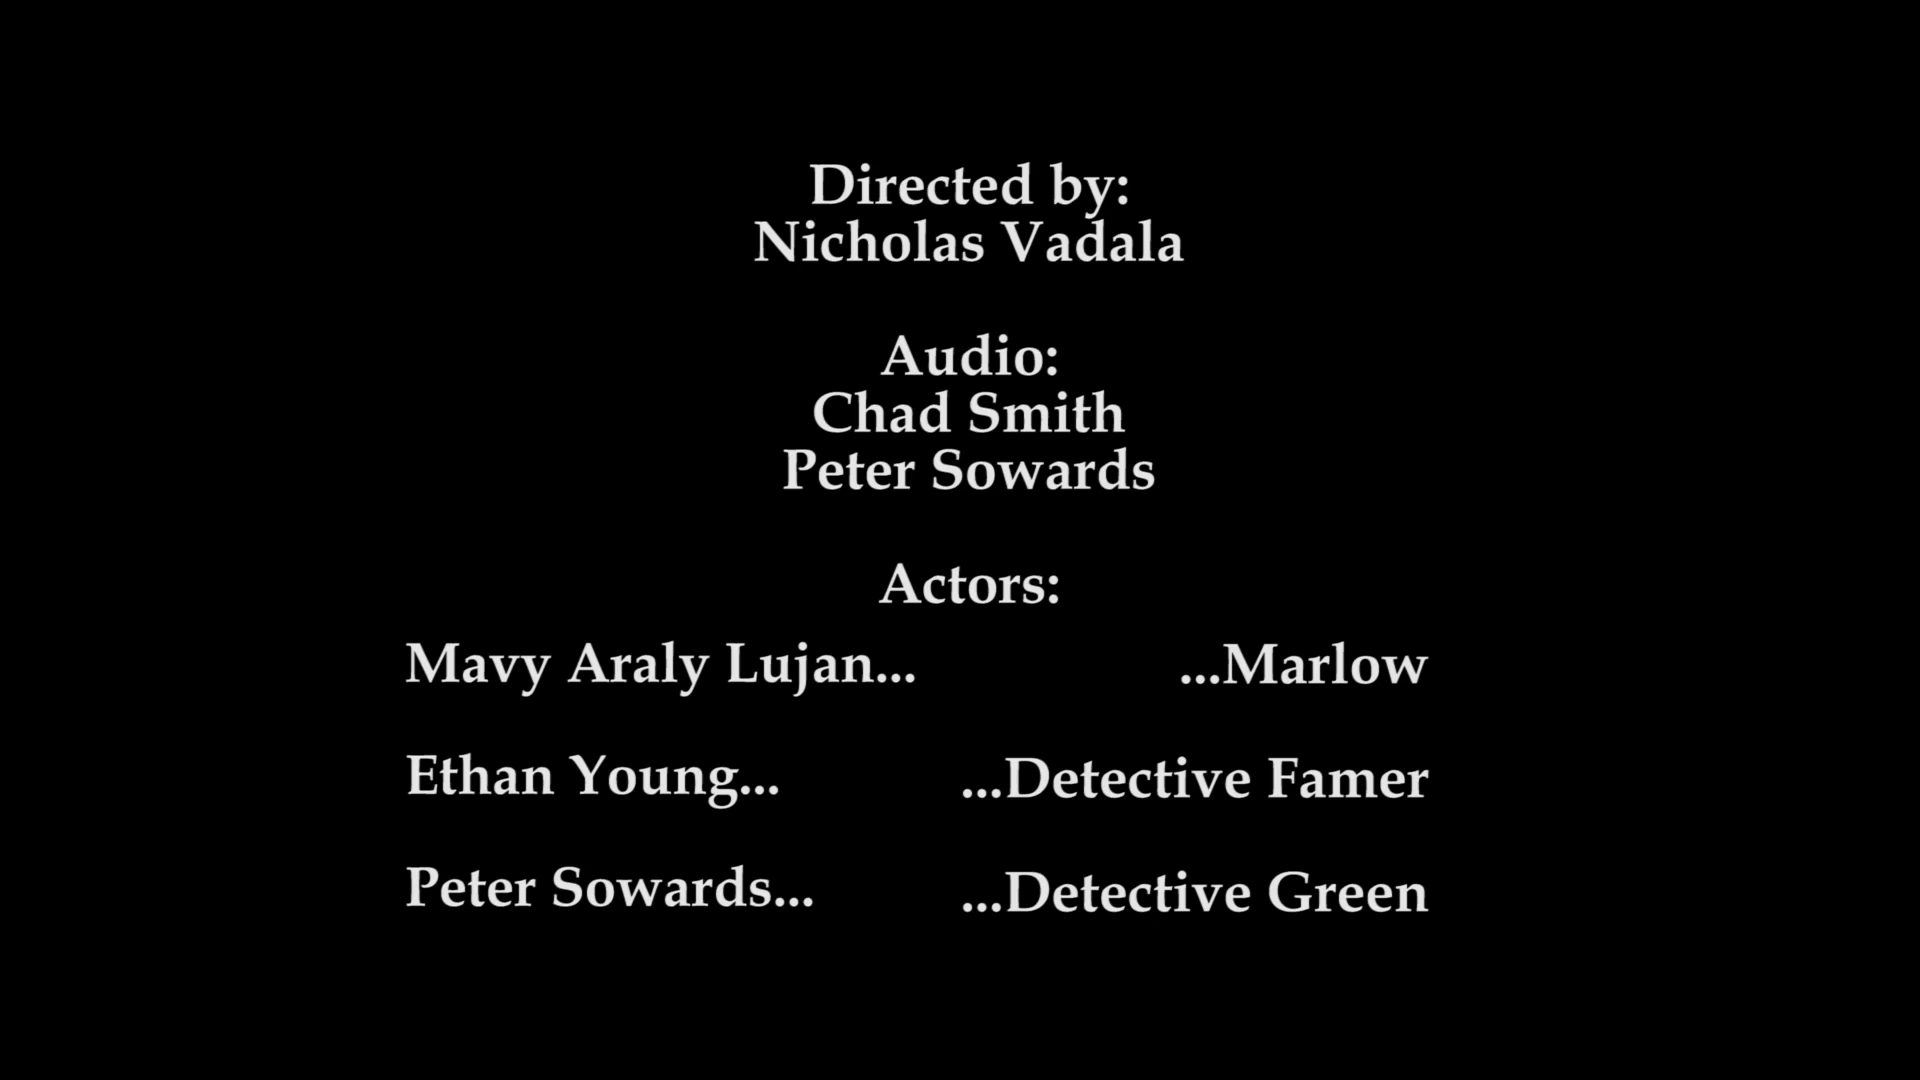 Directed by:
Nicholas Vadala
Audio:
Chad Smith
Peter Sowards
Actors:
Mavy Araly Lujan... ...Marlow
Ethan Young... ...Detective Famer
Peter Sowards... ...Detective Green